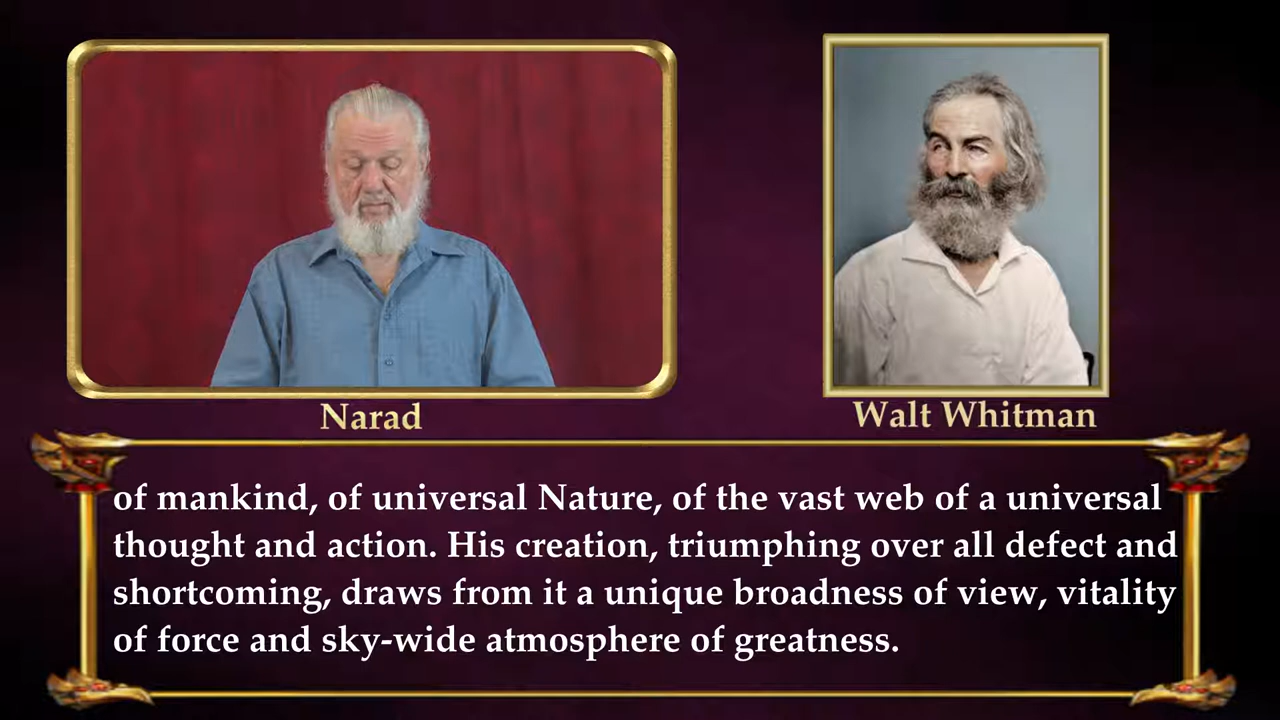 Narad
Walt Whitman
of mankind, of universal Nature, of the vast web of a universal
thought and action. His creation, triumphing over all defect and
shortcoming, draws from it a unique broadness of view, vitality
of force and sky-wide atmosphere of greatness.